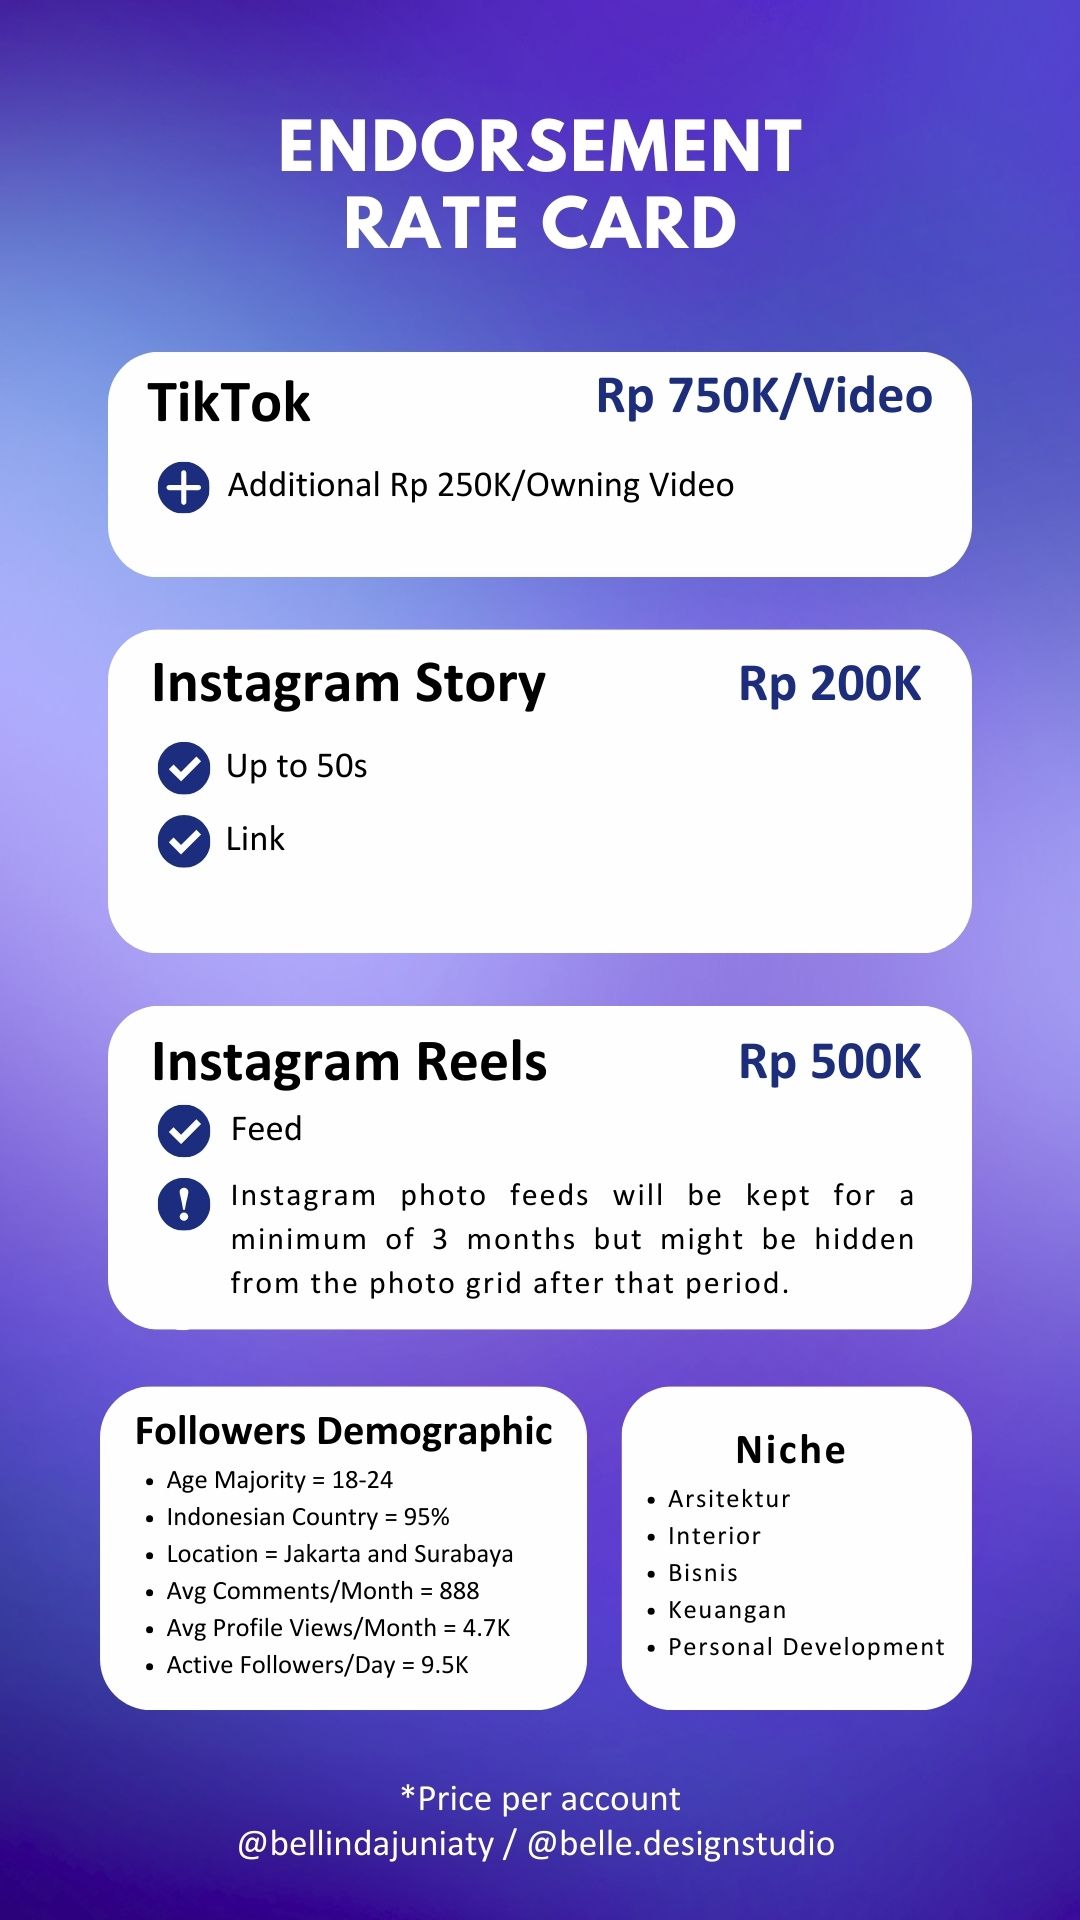 ENDORSEMENT
RATE CARD
TikTok
Rp 750K/Video
Additional Rp 250K/Owning Video
Instagram Story
Rp 200K
Up to 50s
Link
Instagram Reels
Rp 500K
Feed
Instagram photo feeds will be kept for a
minimum of 3 months but might be hidden
from the photo grid after that period.
Followers Demographic
• Age Majority = 18-24
• Indonesian Country = 95%
• Location = Jakarta and Surabaya
• Avg Comments/Month = 888
• Avg Profile Views/Month = 4.7K
• Active Followers/Day = 9.5K
Niche
• Arsitektur
• Interior
• Bisnis
• Keuangan
• Personal Development
*Price per account
@bellindajuniaty / @belle.designstudio